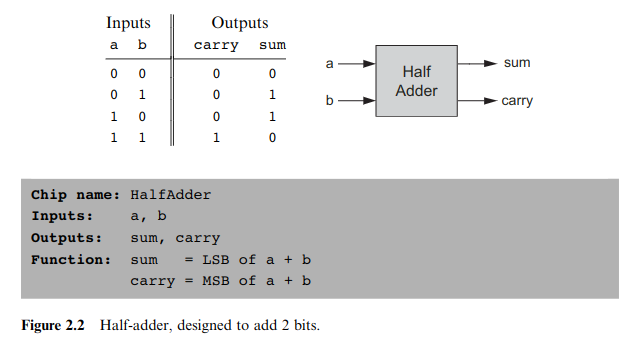 Inputs Outputs
a b carry sum
0 0 0 0
0 1 0 1
1 0 0 1
1 1 1 0
a
b
Half
Adder
sum
carry
Chip name: HalfAdder
Inputs: a, b
Outputs: sum, carry
Function: sum = LSB of a + b
carry = MSB of a + b
Figure 2.2 Half-adder, designed to add 2 bits.